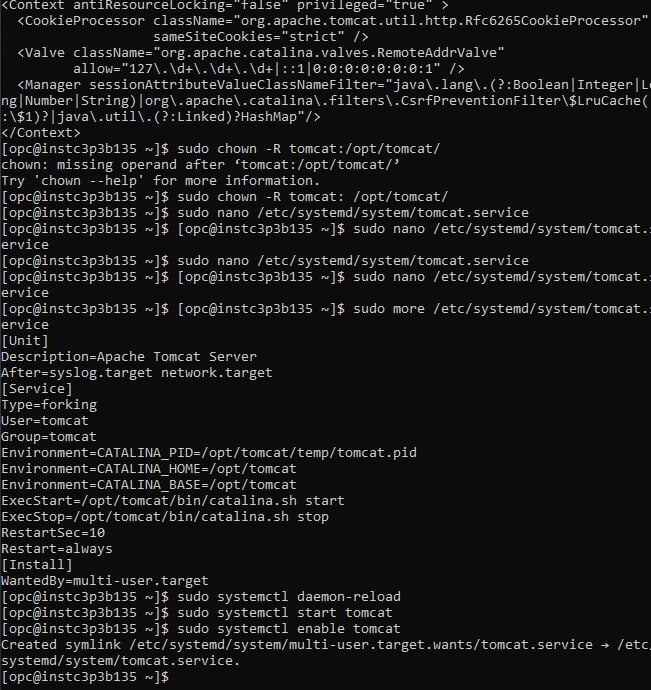 <Context antiResourceLocking="false" privileged="true" >
  <CookieProcessor className="org.apache.tomcat.util.http.Rfc6265CookieProcessor"
                   sameSiteCookies="strict" />
  <Valve className="org.apache.catalina.valves.RemoteAddrValve"
         allow="127\.\d+\.\d+\.\d+|::1|0:0:0:0:0:0:0:1" />
  <Manager sessionAttributeValueClassNameFilter="java\.lang\.(?:Boolean|Integer|Lo
ng|Number|String)|org\.apache\.catalina\.filters\.CsrfPreventionFilter\$LruCache(
:\$1)?|java\.util\.(?:Linked)?HashMap"/>
</Context>
[opc@instc3p3b135 ~]$ sudo chown -R tomcat:/opt/tomcat/
chown: missing operand after ‘tomcat:/opt/tomcat/’
Try 'chown --help' for more information.
[opc@instc3p3b135 ~]$ sudo chown -R tomcat: /opt/tomcat/
[opc@instc3p3b135 ~]$ sudo nano /etc/systemd/system/tomcat.service
[opc@instc3p3b135 ~]$ [opc@instc3p3b135 ~]$ sudo nano /etc/systemd/system/tomcat.s
ervice
[opc@instc3p3b135 ~]$ sudo nano /etc/systemd/system/tomcat.service
[opc@instc3p3b135 ~]$ [opc@instc3p3b135 ~]$ sudo nano /etc/systemd/system/tomcat.s
ervice
[opc@instc3p3b135 ~]$ [opc@instc3p3b135 ~]$ sudo more /etc/systemd/system/tomcat.s
ervice
[Unit]
Description=Apache Tomcat Server
After=syslog.target network.target
[Service]
Type=forking
User=tomcat
Group=tomcat
Environment=CATALINA_PID=/opt/tomcat/temp/tomcat.pid
Environment=CATALINA_HOME=/opt/tomcat
Environment=CATALINA_BASE=/opt/tomcat
ExecStart=/opt/tomcat/bin/catalina.sh start
ExecStop=/opt/tomcat/bin/catalina.sh stop
RestartSec=10
Restart=always
[Install]
WantedBy=multi-user.target
[opc@instc3p3b135 ~]$ sudo systemctl daemon-reload
[opc@instc3p3b135 ~]$ sudo systemctl start tomcat
[opc@instc3p3b135 ~]$ sudo systemctl enable tomcat
Created symlink /etc/systemd/system/multi-user.target.wants/tomcat.service → /etc/
systemd/system/tomcat.service.
[opc@instc3p3b135 ~]$